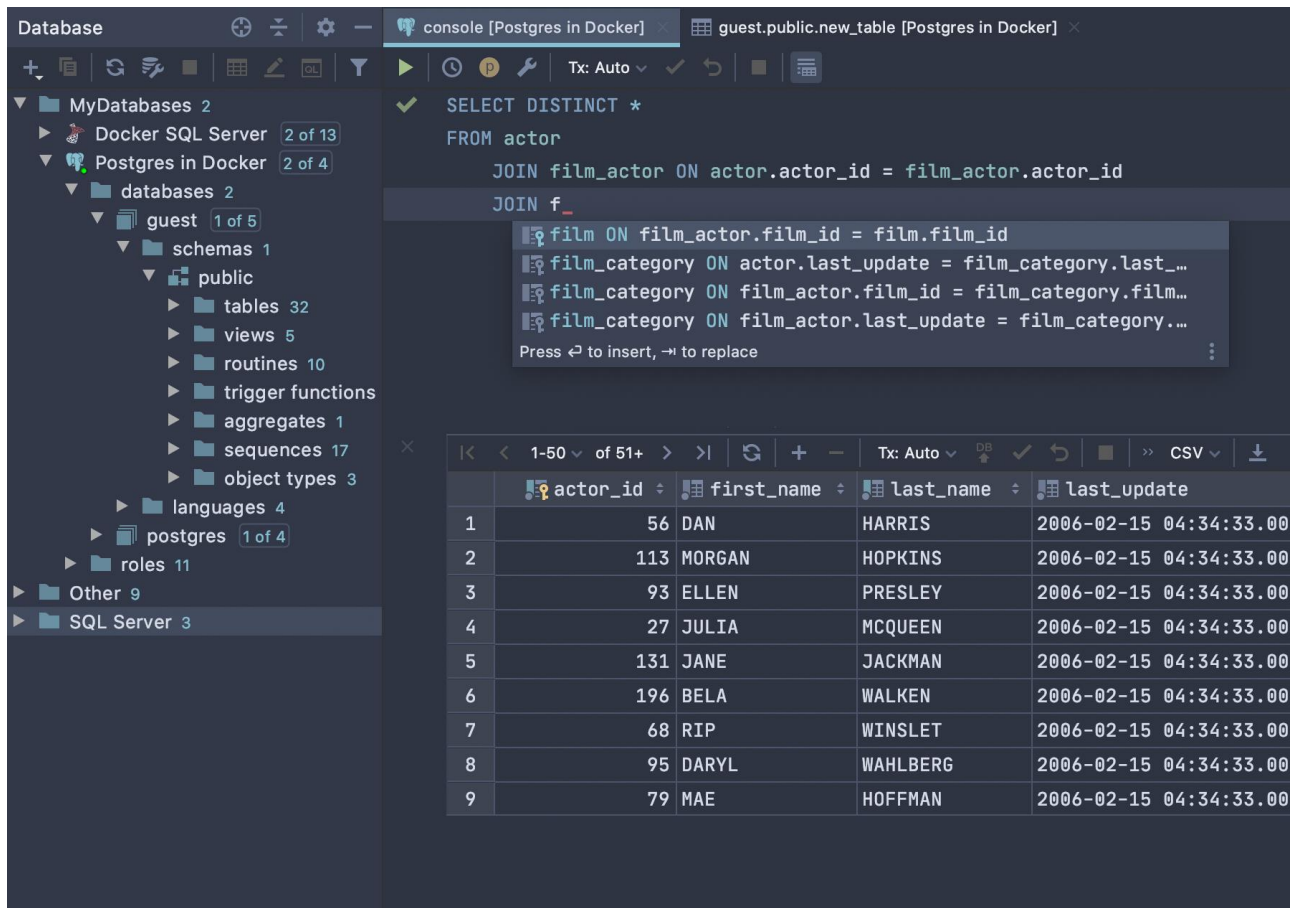 Database
console [Postgres in Docker]
guest.public.new_table [Postgres in Docker]
QL
p
Tx: Auto
MyDatabases 2
Docker SQL Server 2 of 13
Postgres in Docker 2 of 4
databases 2
guest 1 of 5
schemas 1
public
tables 32
views 5
routines 10
trigger functions
aggregates 1
sequences 17
object types 3
languages 4
postgres 1 of 4
roles 11
Other 9
SQL Server 3
SELECT DISTINCT *
FROM actor
JOIN film_actor ON actor.actor_id = film_actor.actor_id
JOIN f_
film ON film_actor.film_id = film.film_id
film_category ON actor.last_update = film_category.last_…
film_category ON film_actor.film_id = film_category.film…
film_category ON film_actor.last_update = film_category.…
Press ↩ to insert, ⇥ to replace
1-50 of 51+ Tx: Auto DB CSV
actor_id first_name last_name last_update
1 56 DAN HARRIS 2006-02-15 04:34:33.00
2 113 MORGAN HOPKINS 2006-02-15 04:34:33.00
3 93 ELLEN PRESLEY 2006-02-15 04:34:33.00
4 27 JULIA MCQUEEN 2006-02-15 04:34:33.00
5 131 JANE JACKMAN 2006-02-15 04:34:33.00
6 196 BELA WALKEN 2006-02-15 04:34:33.00
7 68 RIP WINSLET 2006-02-15 04:34:33.00
8 95 DARYL WAHLBERG 2006-02-15 04:34:33.00
9 79 MAE HOFFMAN 2006-02-15 04:34:33.00